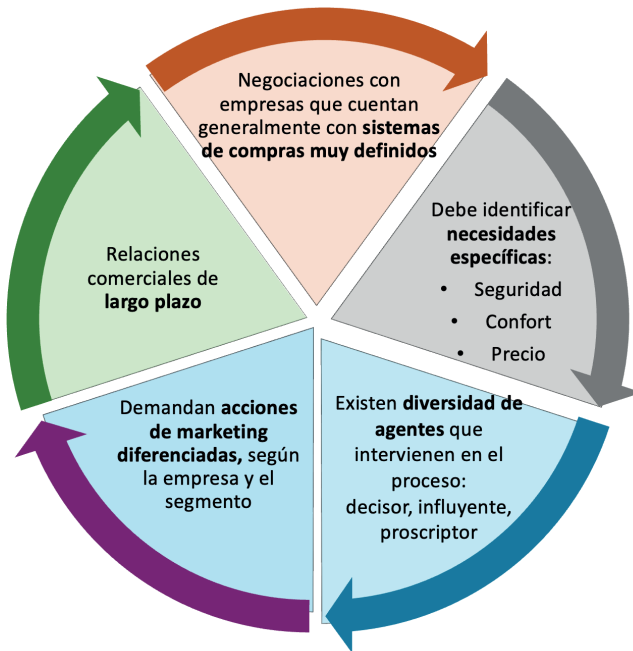 Negociaciones con
empresas que cuentan
generalmente con sistemas
de compras muy definidos
Debe identificar
necesidades
específicas:
• Seguridad
• Confort
• Precio
Existen diversidad de
agentes que
intervienen en el
proceso:
decisor, influyente,
proscriptor
Demandan acciones
de marketing
diferenciadas, según
la empresa y el
segmento
Relaciones
comerciales de
largo plazo